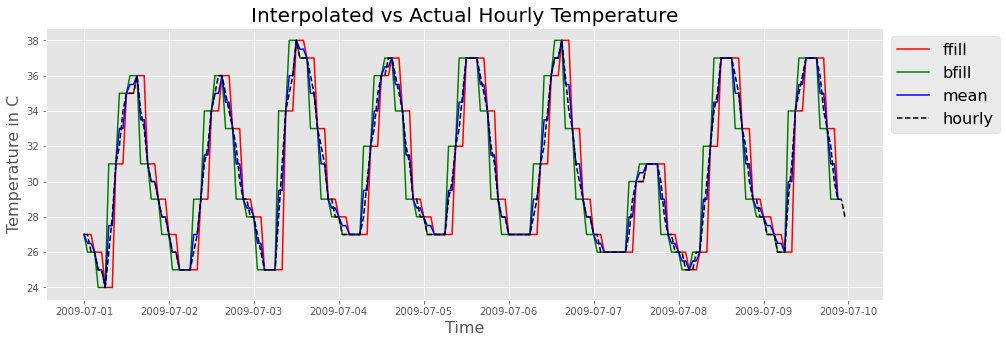 Interpolated vs Actual Hourly Temperature
Temperature in C
38
36
34
32
30
28
26
24
2009-07-01 2009-07-02 2009-07-03 2009-07-04 2009-07-05 2009-07-06 2009-07-07 2009-07-08 2009-07-09 2009-07-10
Time
ffill
bfill
mean
hourly